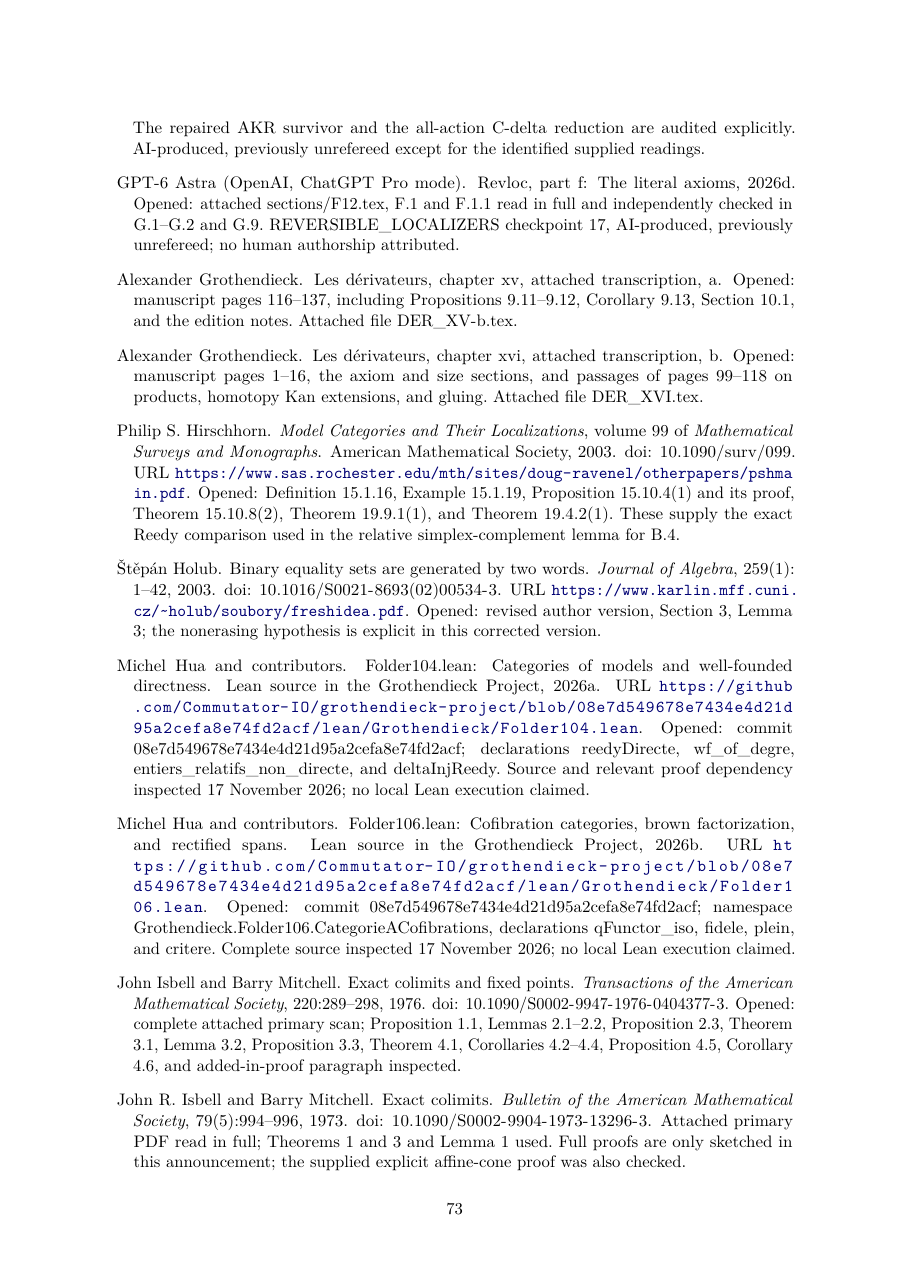 The repaired AKR survivor and the all-action C-delta reduction are audited explicitly.
AI-produced, previously unrefereed except for the identified supplied readings.
GPT-6 Astra (OpenAI, ChatGPT Pro mode). Revloc, part f: The literal axioms, 2026d.
Opened: attached sections/F12.tex, F.1 and F.1.1 read in full and independently checked in
G.1–G.2 and G.9. REVERSIBLE_LOCALIZERS checkpoint 17, AI-produced, previously
unrefereed; no human authorship attributed.
Alexander Grothendieck. Les dérivateurs, chapter xv, attached transcription, a. Opened:
manuscript pages 116–137, including Propositions 9.11–9.12, Corollary 9.13, Section 10.1,
and the edition notes. Attached file DER_XV-b.tex.
Alexander Grothendieck. Les dérivateurs, chapter xvi, attached transcription, b. Opened:
manuscript pages 1–16, the axiom and size sections, and passages of pages 99–118 on
products, homotopy Kan extensions, and gluing. Attached file DER_XVI.tex.
Philip S. Hirschhorn. Model Categories and Their Localizations, volume 99 of Mathematical
Surveys and Monographs. American Mathematical Society, 2003. doi: 10.1090/surv/099.
URL https://www.sas.rochester.edu/mth/sites/doug-ravenel/otherpapers/pshma
in.pdf. Opened: Definition 15.1.16, Example 15.1.19, Proposition 15.10.4(1) and its proof,
Theorem 15.10.8(2), Theorem 19.9.1(1), and Theorem 19.4.2(1). These supply the exact
Reedy comparison used in the relative simplex-complement lemma for B.4.
Štěpán Holub. Binary equality sets are generated by two words. Journal of Algebra, 259(1):
1–42, 2003. doi: 10.1016/S0021-8693(02)00534-3. URL https://www.karlin.mff.cuni.
cz/~holub/soubory/freshidea.pdf. Opened: revised author version, Section 3, Lemma
3; the nonerasing hypothesis is explicit in this corrected version.
Michel Hua and contributors. Folder104.lean: Categories of models and well-founded
directness. Lean source in the Grothendieck Project, 2026a. URL https://github
.com/Commutator-IO/grothendieck-project/blob/08e7d549678e7434e4d21d
95a2cefa8e74fd2acf/lean/Grothendieck/Folder104.lean. Opened: commit
08e7d549678e7434e4d21d95a2cefa8e74fd2acf; declarations reedyDirecte, wf_of_degre,
entiers_relatifs_non_directe, and deltaInjReedy. Source and relevant proof dependency
inspected 17 November 2026; no local Lean execution claimed.
Michel Hua and contributors. Folder106.lean: Cofibration categories, brown factorization,
and rectified spans. Lean source in the Grothendieck Project, 2026b. URL ht
tps://github.com/Commutator-IO/grothendieck-project/blob/08e7
d549678e7434e4d21d95a2cefa8e74fd2acf/lean/Grothendieck/Folder1
06.lean. Opened: commit 08e7d549678e7434e4d21d95a2cefa8e74fd2acf; namespace
Grothendieck.Folder106.CategorieACofibrations, declarations qFunctor_iso, fidele, plein,
and critere. Complete source inspected 17 November 2026; no local Lean execution claimed.
John Isbell and Barry Mitchell. Exact colimits and fixed points. Transactions of the American
Mathematical Society, 220:289–298, 1976. doi: 10.1090/S0002-9947-1976-0404377-3. Opened:
complete attached primary scan; Proposition 1.1, Lemmas 2.1–2.2, Proposition 2.3, Theorem
3.1, Lemma 3.2, Proposition 3.3, Theorem 4.1, Corollaries 4.2–4.4, Proposition 4.5, Corollary
4.6, and added-in-proof paragraph inspected.
John R. Isbell and Barry Mitchell. Exact colimits. Bulletin of the American Mathematical
Society, 79(5):994–996, 1973. doi: 10.1090/S0002-9904-1973-13296-3. Attached primary
PDF read in full; Theorems 1 and 3 and Lemma 1 used. Full proofs are only sketched in
this announcement; the supplied explicit affine-cone proof was also checked.
73